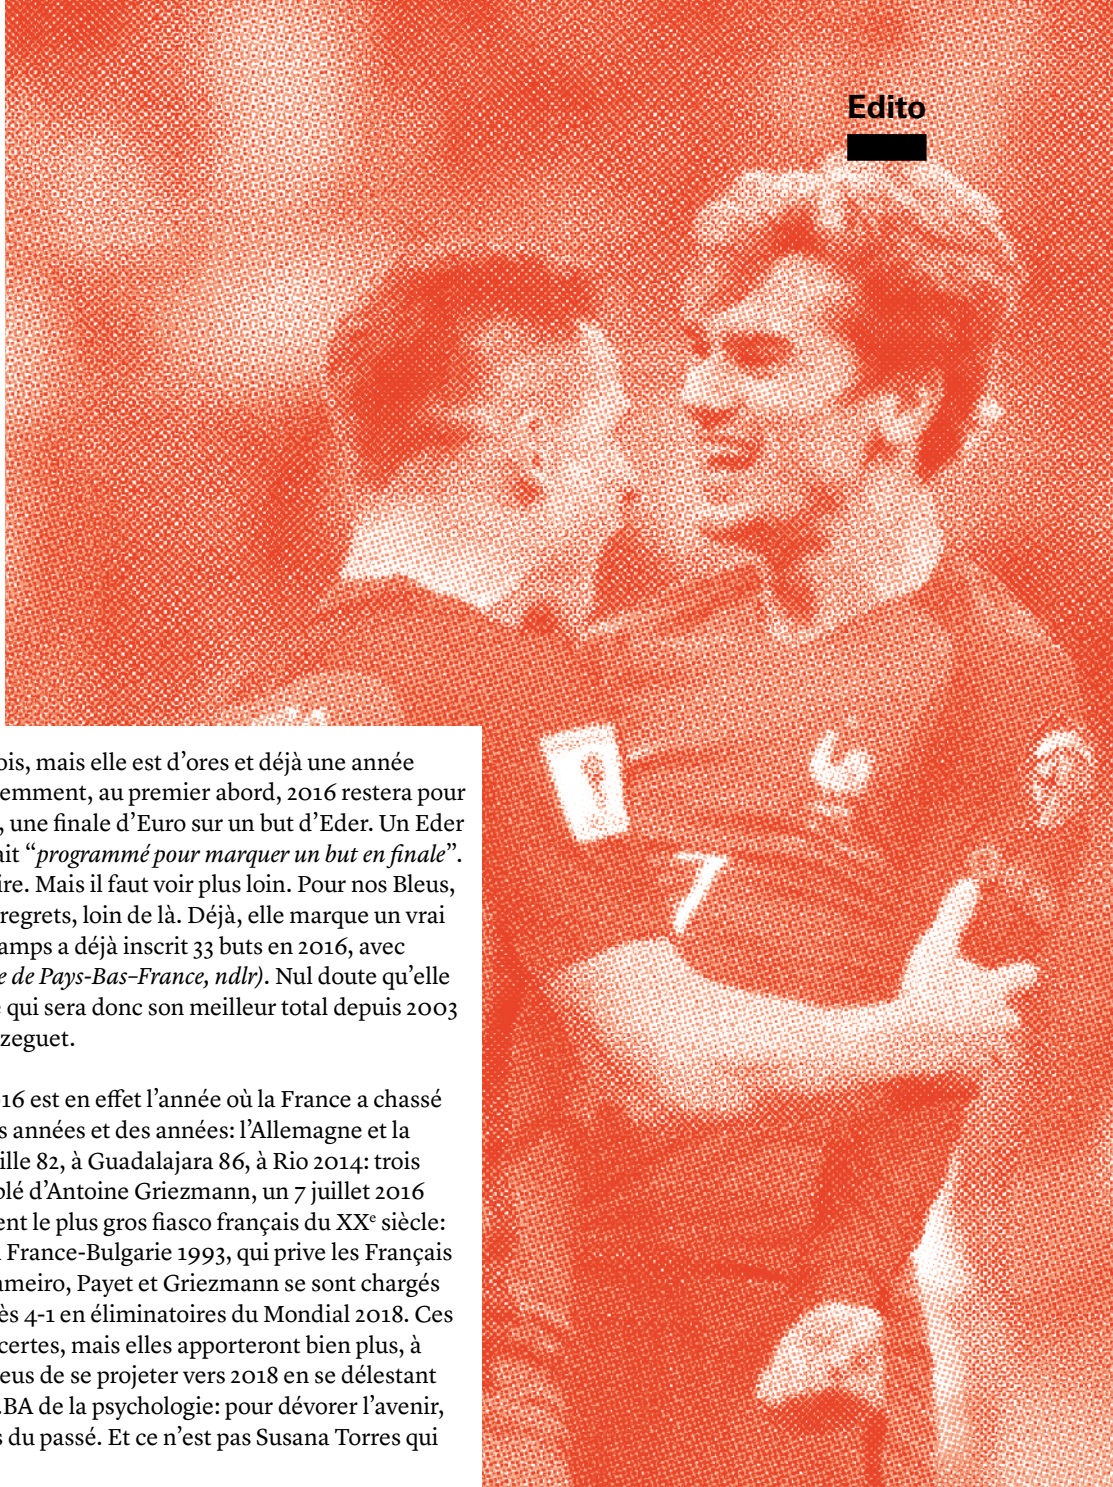 Edito
ois, mais elle est d’ores et déjà une année
emment, au premier abord, 2016 restera pour
, une finale d’Euro sur un but d’Eder. Un Eder
ait “programmé pour marquer un but en finale”.
ire. Mais il faut voir plus loin. Pour nos Bleus,
regrets, loin de là. Déjà, elle marque un vrai
amps a déjà inscrit 33 buts en 2016, avec
e de Pays-Bas–France, ndlr). Nul doute qu’elle
e qui sera donc son meilleur total depuis 2003
zeguet.
16 est en effet l’année où la France a chassé
s années et des années: l’Allemagne et la
ille 82, à Guadalajara 86, à Rio 2014: trois
blé d’Antoine Griezmann, un 7 juillet 2016
ent le plus gros fiasco français du XXe siècle:
France-Bulgarie 1993, qui prive les Français
ameiro, Payet et Griezmann se sont chargés
ès 4-1 en éliminatoires du Mondial 2018. Ces
certes, mais elles apporteront bien plus, à
eus de se projeter vers 2018 en se délestant
BA de la psychologie: pour dévorer l’avenir,
s du passé. Et ce n’est pas Susana Torres qui
7